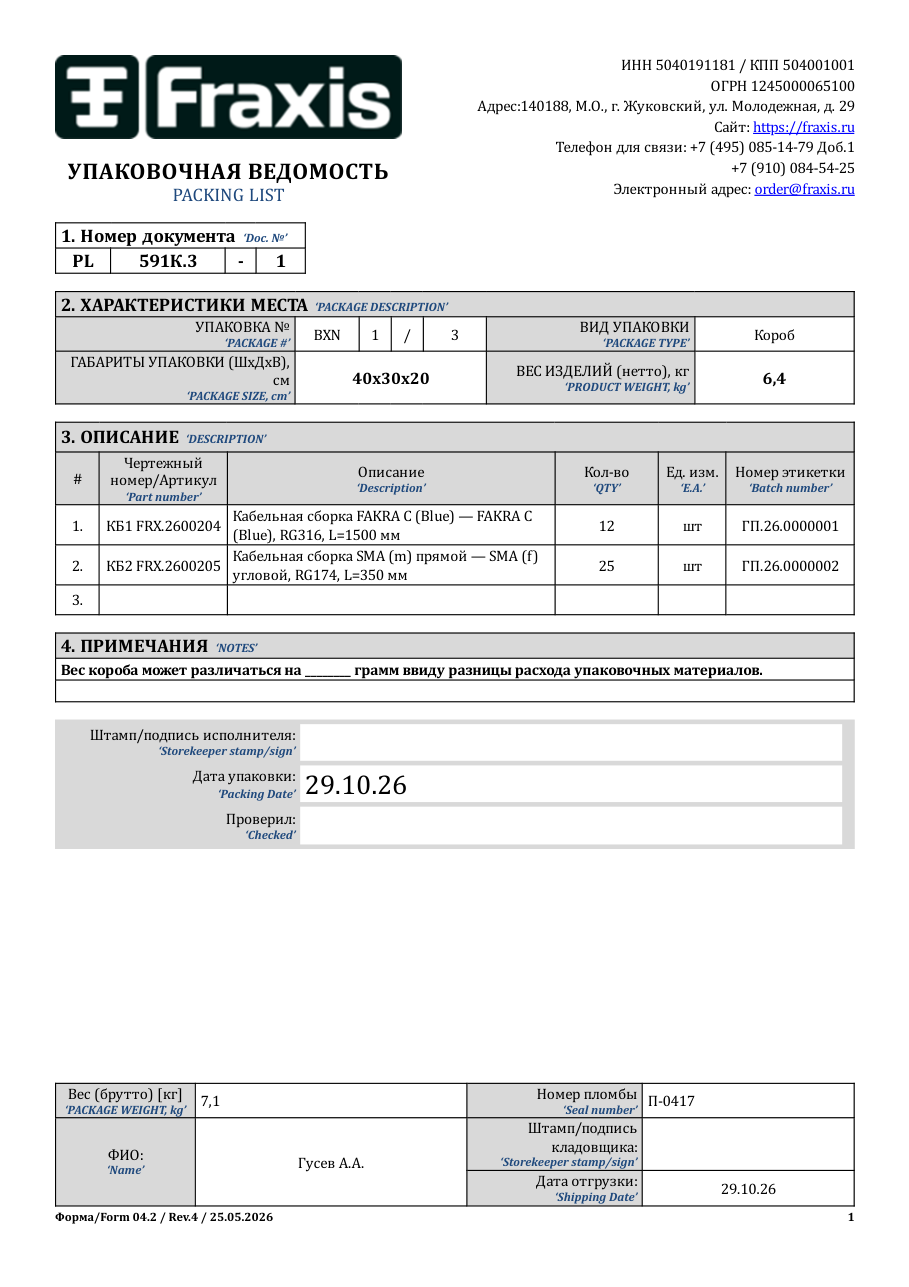 Fraxis
ИНН 5040191181 / КПП 504001001
ОГРН 1245000065100
Адрес:140188, М.О., г. Жуковский, ул. Молодежная, д. 29
Сайт: https://fraxis.ru
Телефон для связи: +7 (495) 085-14-79 Доб.1
+7 (910) 084-54-25
Электронный адрес: order@fraxis.ru
УПАКОВОЧНАЯ ВЕДОМОСТЬ
PACKING LIST
1. Номер документа ‘Doc. №’
PL 591К.3 - 1
2. ХАРАКТЕРИСТИКИ МЕСТА ‘PACKAGE DESCRIPTION’
УПАКОВКА №
‘PACKAGE #’
BXN 1 / 3
ВИД УПАКОВКИ
‘PACKAGE TYPE’
Короб
ГАБАРИТЫ УПАКОВКИ (ШхДхВ),
см
‘PACKAGE SIZE, cm’
40x30x20
ВЕС ИЗДЕЛИЙ (нетто), кг
‘PRODUCT WEIGHT, kg’
6,4
3. ОПИСАНИЕ ‘DESCRIPTION’
#
Чертежный
номер/Артикул
‘Part number’
Описание
‘Description’
Кол-во
‘QTY’
Ед. изм.
‘E.A.’
Номер этикетки
‘Batch number’
1. КБ1 FRX.2600204
Кабельная сборка FAKRA C (Blue) — FAKRA C
(Blue), RG316, L=1500 мм
12 шт ГП.26.0000001
2. КБ2 FRX.2600205
Кабельная сборка SMA (m) прямой — SMA (f)
угловой, RG174, L=350 мм
25 шт ГП.26.0000002
3.
4. ПРИМЕЧАНИЯ ‘NOTES’
Вес короба может различаться на ________ грамм ввиду разницы расхода упаковочных материалов.
Штамп/подпись исполнителя:
‘Storekeeper stamp/sign’
Дата упаковки:
‘Packing Date’
29.10.26
Проверил:
‘Checked’
Вес (брутто) [кг]
‘PACKAGE WEIGHT, kg’
7,1
Номер пломбы
‘Seal number’
П-0417
ФИО:
‘Name’
Гусев А.А.
Штамп/подпись
кладовщика:
‘Storekeeper stamp/sign’
Дата отгрузки:
‘Shipping Date’
29.10.26
Форма/Form 04.2 / Rev.4 / 25.05.2026 1